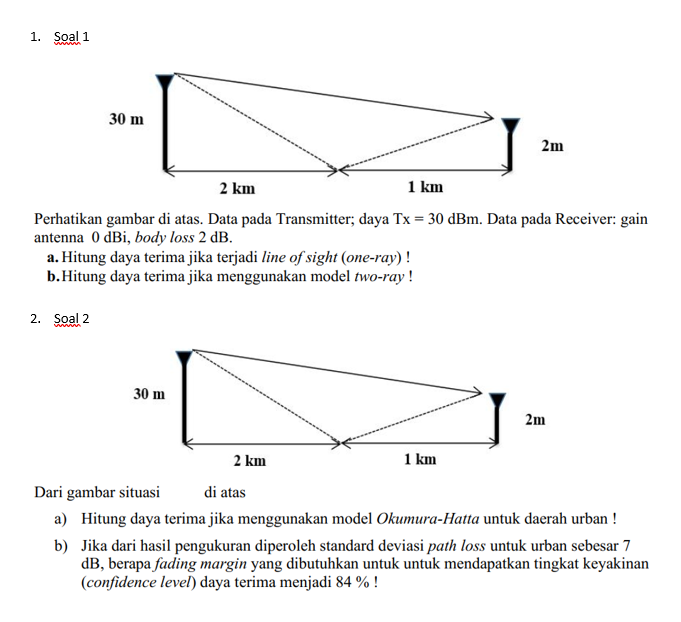 1. Soal 1
30 m
2m
2 km
1 km
Perhatikan gambar di atas. Data pada Transmitter; daya Tx = 30 dBm. Data pada Receiver: gain
antenna 0 dBi, body loss 2 dB.
a. Hitung daya terima jika terjadi line of sight (one-ray) !
b. Hitung daya terima jika menggunakan model two-ray !
2. Soal 2
30 m
2m
2 km
1 km
Dari gambar situasi di atas
a) Hitung daya terima jika menggunakan model Okumura-Hatta untuk daerah urban !
b) Jika dari hasil pengukuran diperoleh standard deviasi path loss untuk urban sebesar 7
dB, berapa fading margin yang dibutuhkan untuk untuk mendapatkan tingkat keyakinan
(confidence level) daya terima menjadi 84 % !